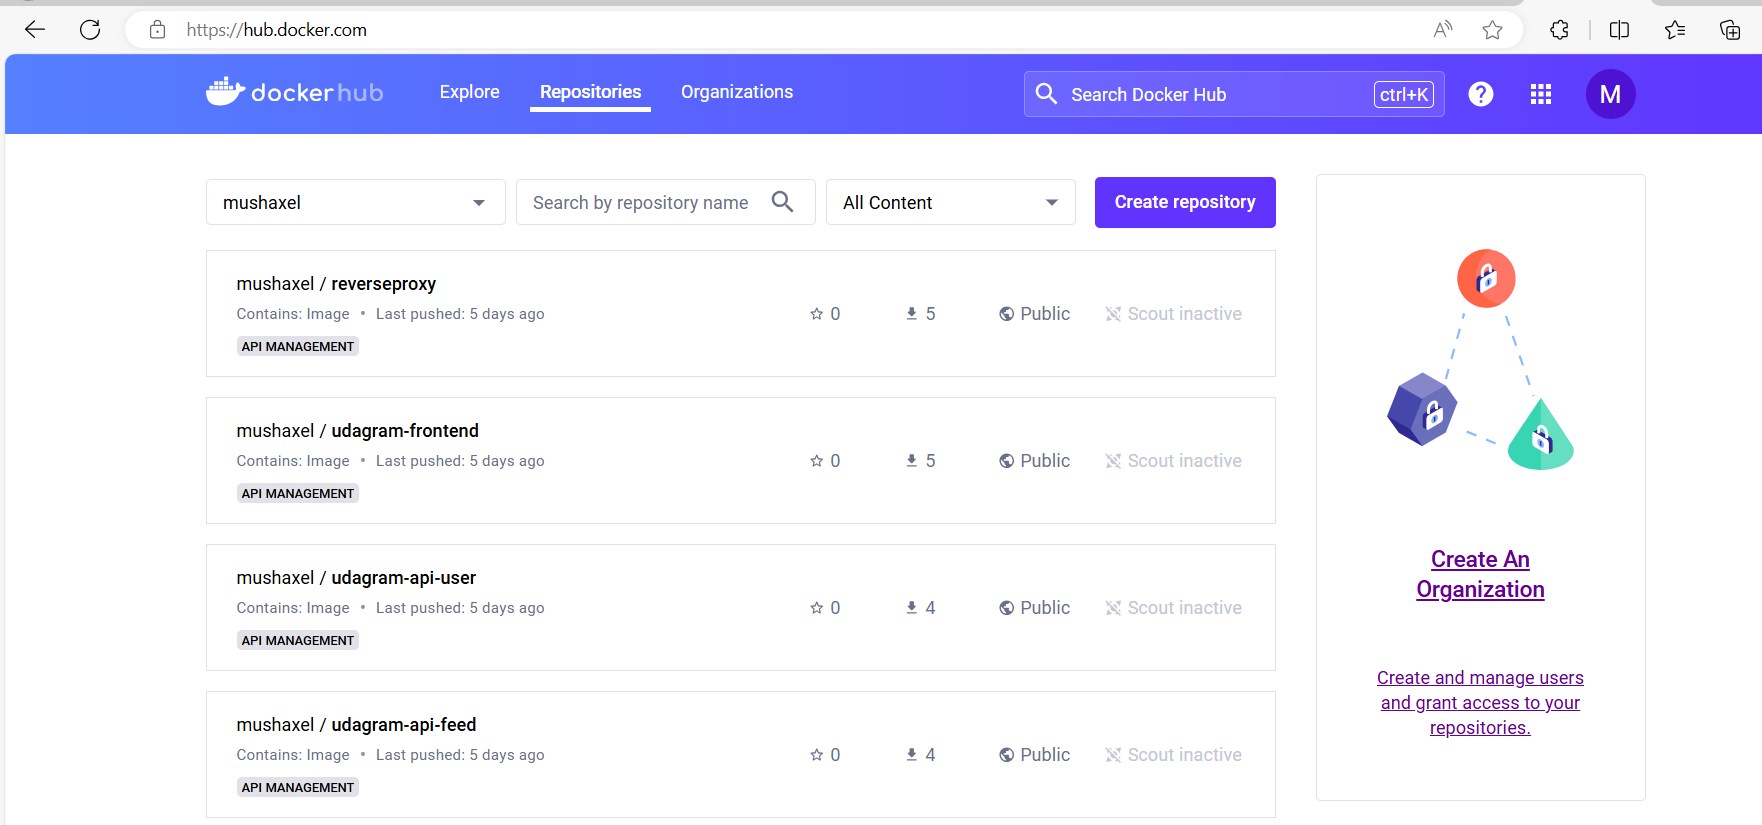 https://hub.docker.com
dockerhub Explore Repositories Organizations Search Docker Hub ctrl+K ? M
mushaxel Search by repository name All Content Create repository
mushaxel / reverseproxy
Contains: Image • Last pushed: 5 days ago 0 5 Public Scout inactive
API MANAGEMENT
mushaxel / udagram-frontend
Contains: Image • Last pushed: 5 days ago 0 5 Public Scout inactive
API MANAGEMENT
mushaxel / udagram-api-user
Contains: Image • Last pushed: 5 days ago 0 4 Public Scout inactive
API MANAGEMENT
mushaxel / udagram-api-feed
Contains: Image • Last pushed: 5 days ago 0 4 Public Scout inactive
API MANAGEMENT
Create An
Organization
Create and manage users
and grant access to your
repositories.